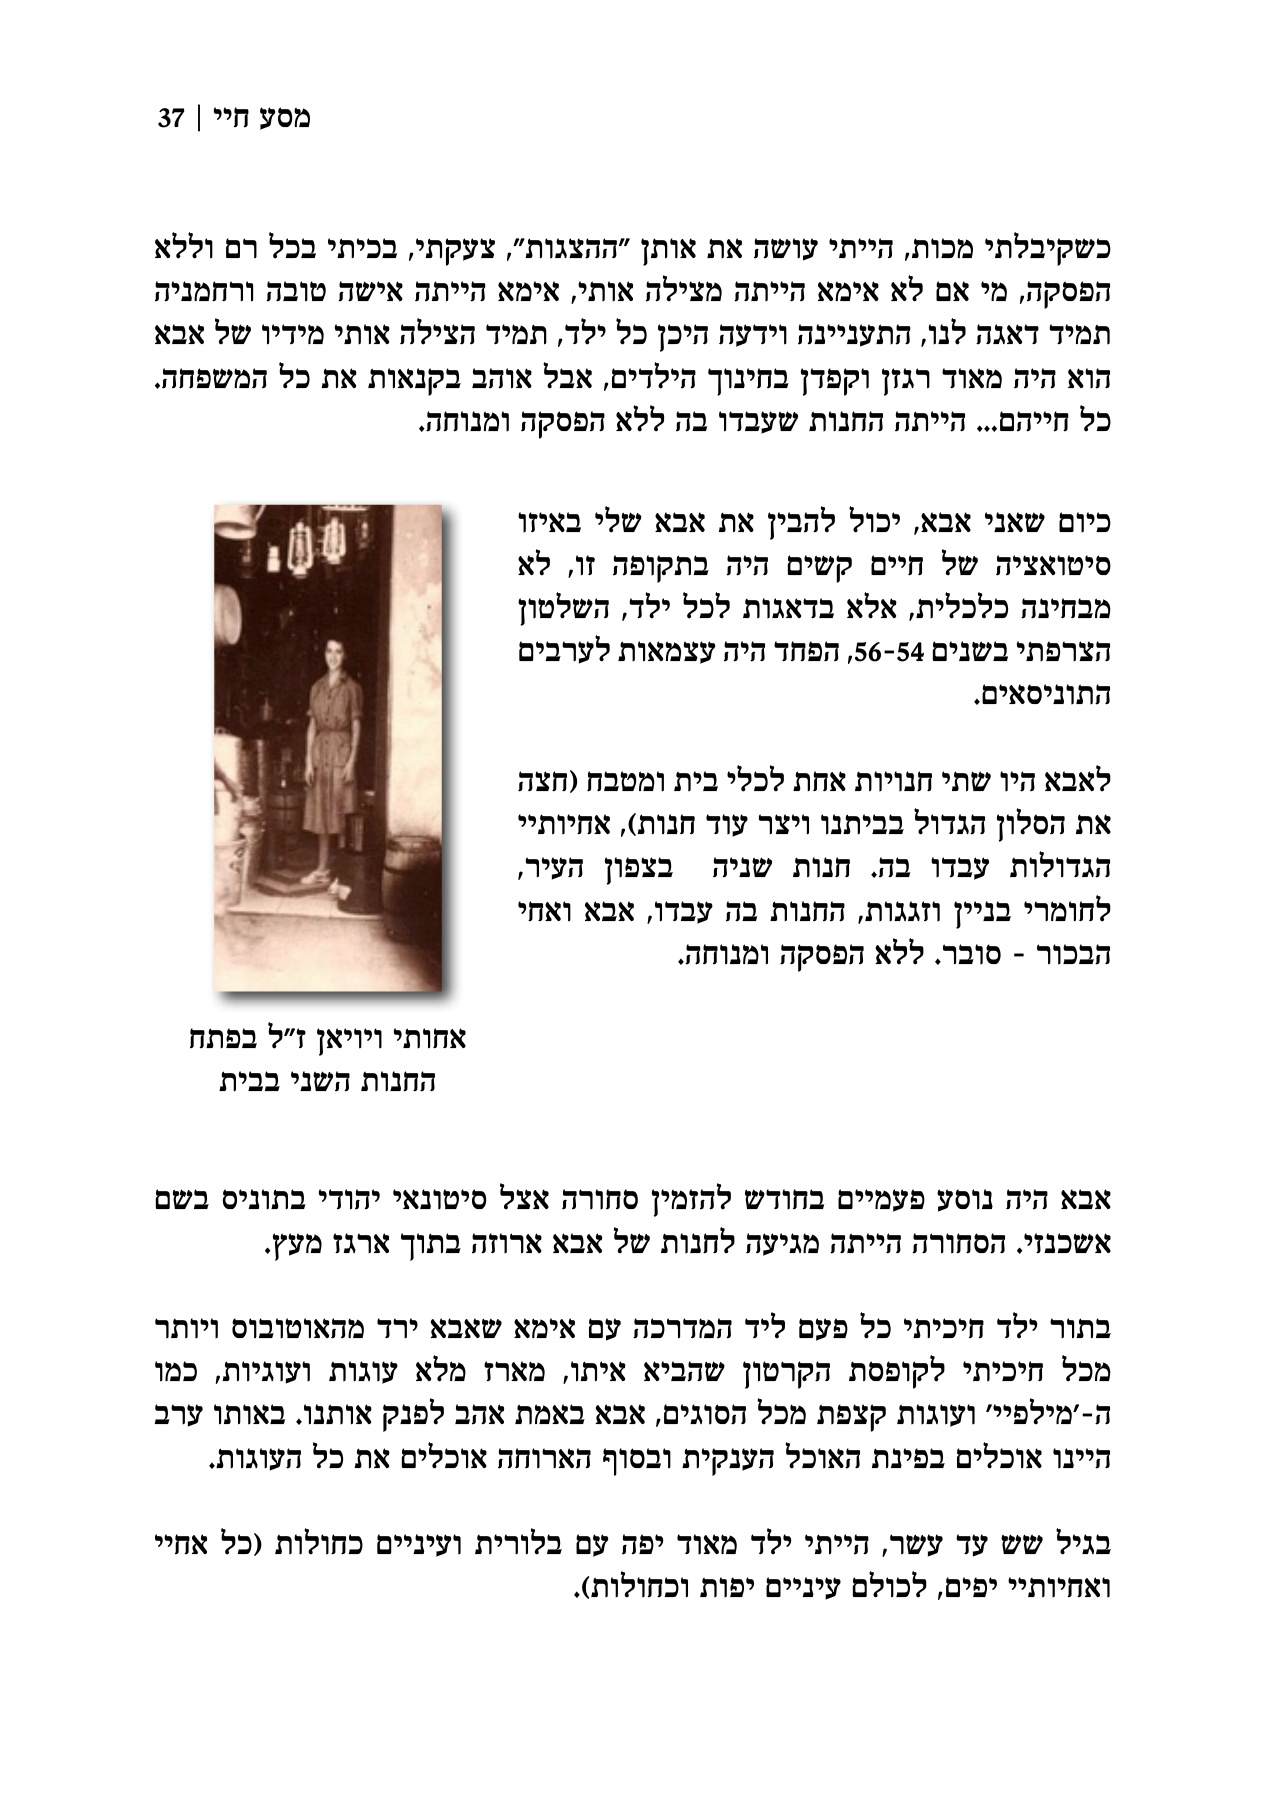 מסע חיי | 37
כשקיבלתי מכות, הייתי עושה את אותן ״ההצגות״, צעקתי, בכיתי בכל רם וללא
הפסקה, מי אם לא אימא הייתה מצילה אותי, אימא הייתה אישה טובה ורחמניה
תמיד דאגה לנו, התעניינה וידעה היכן כל ילד, תמיד הצילה אותי מידיו של אבא
הוא היה מאוד רגזן וקפדן בחינוך הילדים, אבל אוהב בקנאות את כל המשפחה.
כל חייהם... הייתה החנות שעבדו בה ללא הפסקה ומנוחה.
כיום שאני אבא, יכול להבין את אבא שלי באיזו
סיטואציה של חיים קשים היה בתקופה זו, לא
מבחינה כלכלית, אלא בדאגות לכל ילד, השלטון
הצרפתי בשנים 56-54, הפחד היה עצמאות לערבים
התוניסאים.
לאבא היו שתי חנויות אחת לכלי בית ומטבח (חצה
את הסלון הגדול בביתנו ויצר עוד חנות), אחיותיי
הגדולות עבדו בה. חנות שניה בצפון העיר,
לחומרי בניין וזגגות, החנות בה עבדו, אבא ואחי
הבכור - סובר. ללא הפסקה ומנוחה.
אחותי ויויאן ז״ל בפתח
החנות השני בבית
אבא היה נוסע פעמיים בחודש להזמין סחורה אצל סיטונאי יהודי בתוניס בשם
אשכנזי. הסחורה הייתה מגיעה לחנות של אבא ארוזה בתוך ארגז מעץ.
בתור ילד חיכיתי כל פעם ליד המדרכה עם אימא שאבא ירד מהאוטובוס ויותר
מכל חיכיתי לקופסת הקרטון שהביא איתו, מארז מלא עוגות ועוגיות, כמו
ה-׳מילפיי׳ ועוגות קצפת מכל הסוגים, אבא באמת אהב לפנק אותנו. באותו ערב
היינו אוכלים בפינת האוכל הענקית ובסוף הארוחה אוכלים את כל העוגות.
בגיל שש עד עשר, הייתי ילד מאוד יפה עם בלורית ועיניים כחולות (כל אחיי
ואחיותיי יפים, לכולם עיניים יפות וכחולות).